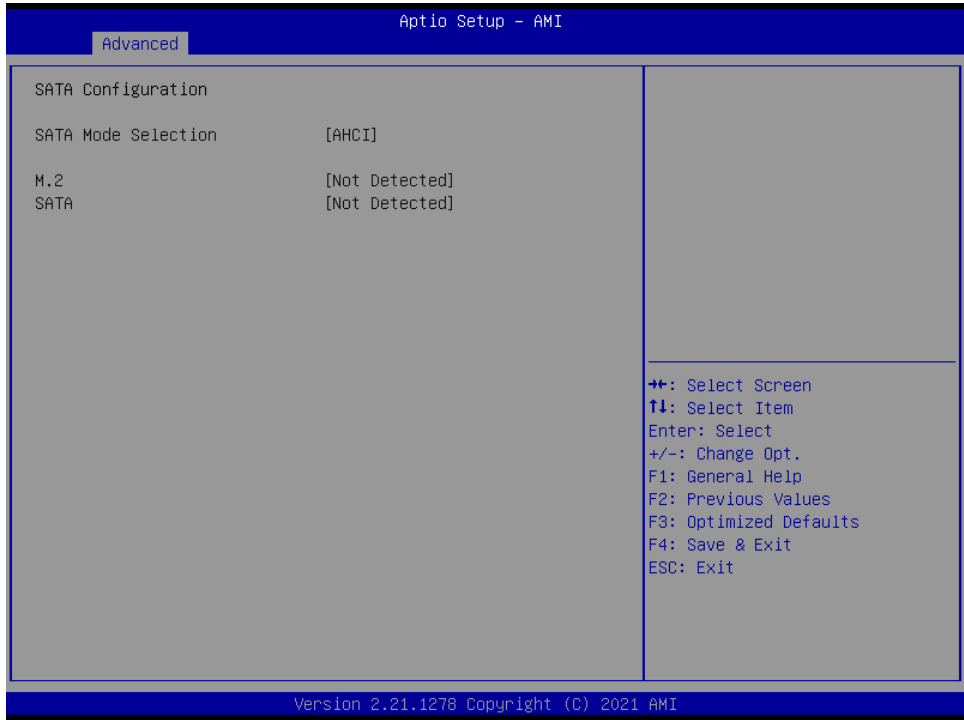 Aptio Setup – AMI
Advanced
SATA Configuration
SATA Mode Selection [AHCI]
M.2 [Not Detected]
SATA [Not Detected]
→←: Select Screen
↑↓: Select Item
Enter: Select
+/-: Change Opt.
F1: General Help
F2: Previous Values
F3: Optimized Defaults
F4: Save & Exit
ESC: Exit
Version 2.21.1278 Copyright (C) 2021 AMI